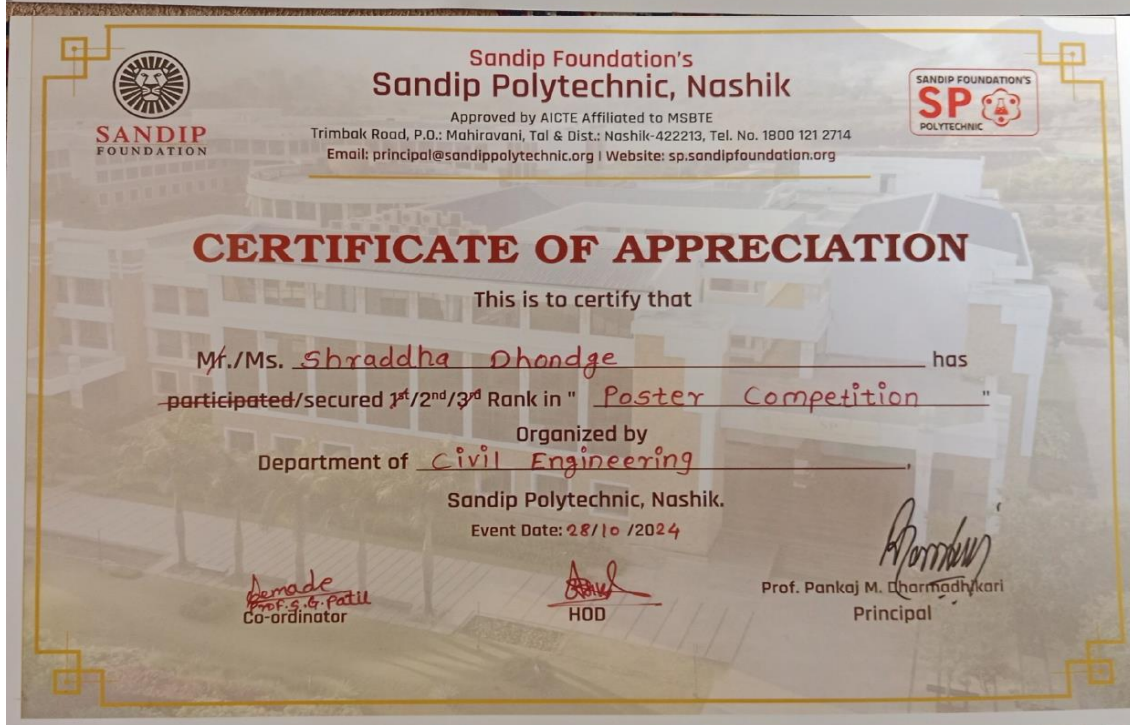 SANDIP
FOUNDATION
Sandip Foundation's
Sandip Polytechnic, Nashik
Approved by AICTE Affiliated to MSBTE
Trimbak Road, P.O.: Mahiravani, Tal & Dist.: Nashik-422213, Tel. No. 1800 121 2714
Email: principal@sandippolytechnic.org | Website: sp.sandipfoundation.org
SANDIP FOUNDATION'S
SP
POLYTECHNIC
CERTIFICATE OF APPRECIATION
This is to certify that
Mr./Ms. Shraddha Dhondge has
participated/secured 1st/2nd/3rd Rank in " Poster Competition "
Organized by
Department of Civil Engineering.
Sandip Polytechnic, Nashik.
Event Date: 28/10/2024
Prof. S. G. Patil
Co-ordinator
HOD
Prof. Pankaj M. Dharmadhikari
Principal